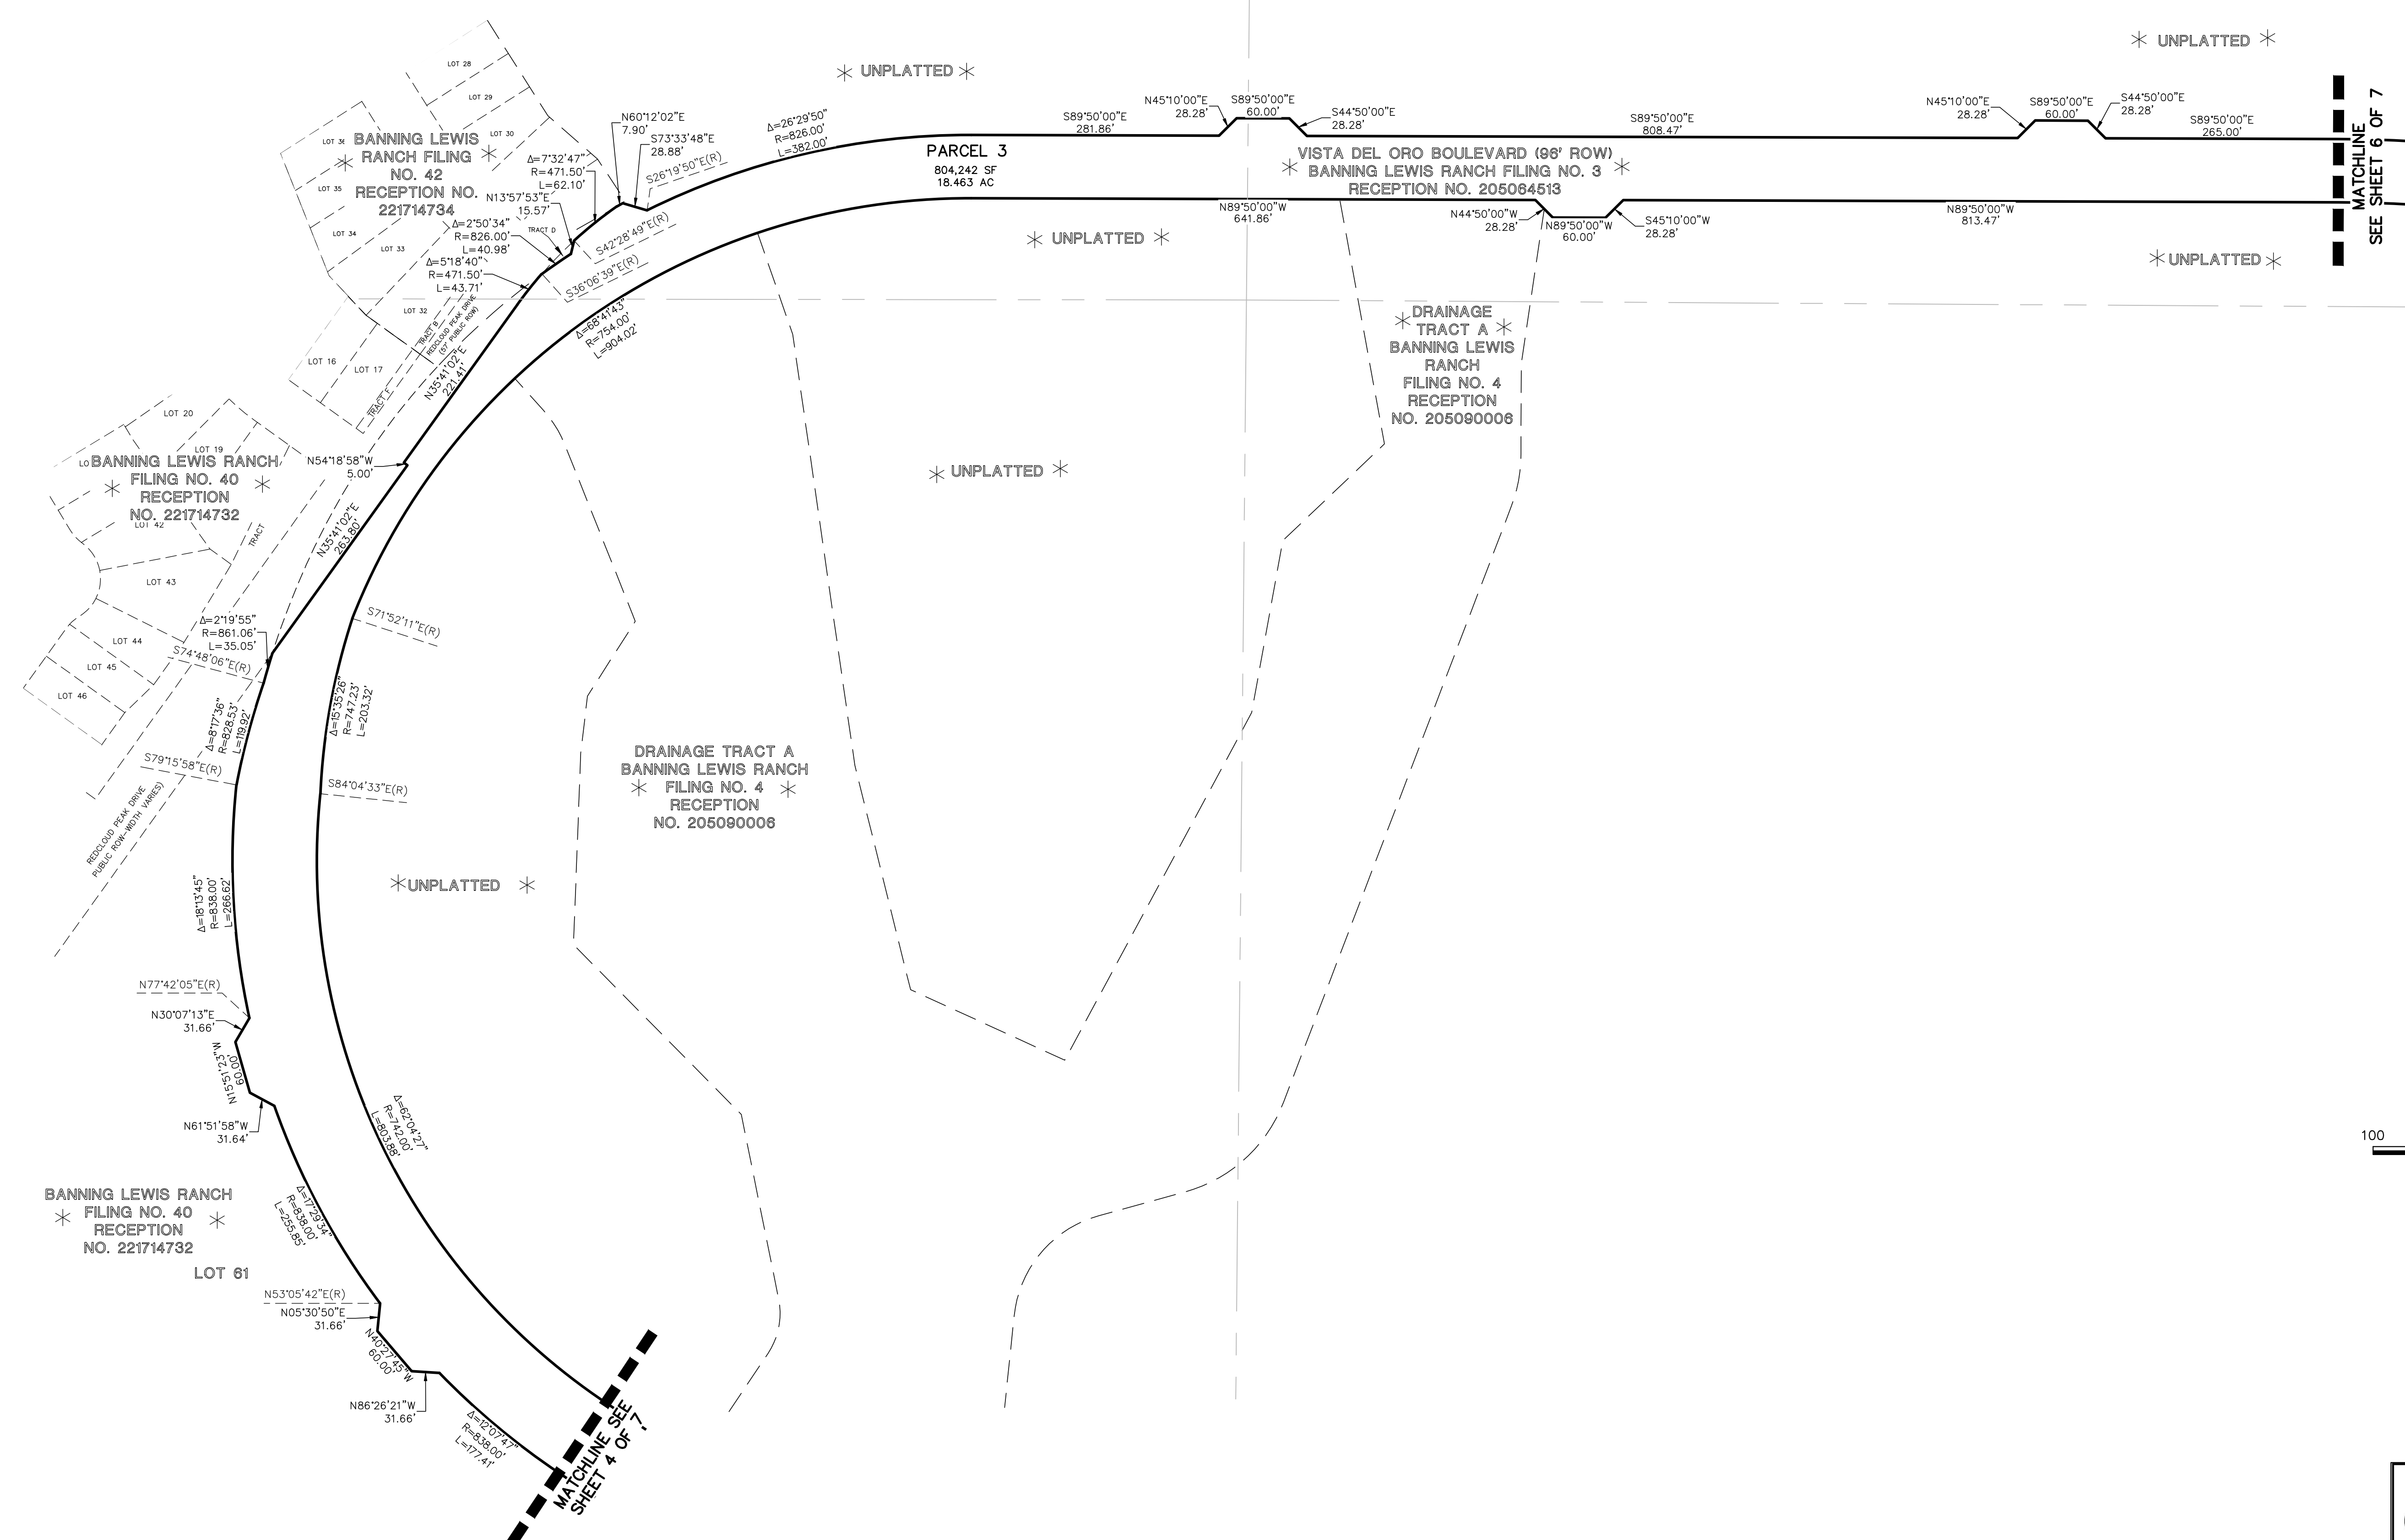 UNPLATTED
UNPLATTED
LOT 28
LOT 29
LOT 30
BANNING LEWIS
RANCH FILING
NO. 42
RECEPTION NO.
221714734
LOT 35
LOT 34
LOT 33
LOT 32
LOT 16
LOT 17
TRACT D
TRACT B
REDCLOUD PEAK DRIVE
(57' PUBLIC ROW)
TRACT F
N60°12'02"E
7.90'
S73°33'48"E
28.88'
Δ=7°32'47"
R=471.50'
L=62.10'
N13°57'53"E
15.57'
Δ=2°50'34"
R=826.00'
L=40.98'
Δ=5°18'40"
R=471.50'
L=43.71'
S26°19'50"E(R)
S42°28'49"E(R)
S36°06'39"E(R)
Δ=26°29'50"
R=826.00'
L=382.00'
PARCEL 3
804,242 SF
18.463 AC
S89°50'00"E
281.86'
N45°10'00"E
28.28'
S89°50'00"E
60.00'
S44°50'00"E
28.28'
S89°50'00"E
808.47'
N45°10'00"E
28.28'
S89°50'00"E
60.00'
S44°50'00"E
28.28'
S89°50'00"E
265.00'
MATCHLINE
SEE SHEET 6 OF 7
VISTA DEL ORO BOULEVARD (96' ROW)
BANNING LEWIS RANCH FILING NO. 3
RECEPTION NO. 205064513
N89°50'00"W
641.86'
N44°50'00"W
28.28'
N89°50'00"W
60.00'
S45°10'00"W
28.28'
N89°50'00"W
813.47'
UNPLATTED
UNPLATTED
Δ=68°41'43"
R=754.00'
L=904.02'
DRAINAGE
TRACT A
BANNING LEWIS
RANCH
FILING NO. 4
RECEPTION
NO. 205090006
N35°41'02"E
221.41'
N54°18'58"W
5.00'
N35°41'02"E
263.80'
UNPLATTED
LOT 20
LOT 19
LO
BANNING LEWIS RANCH
FILING NO. 40
RECEPTION
NO. 221714732
LOT 42
TRACT
LOT 43
LOT 44
LOT 45
LOT 46
Δ=2°19'55"
R=861.06'
L=35.05'
S74°48'06"E(R)
S71°52'11"E(R)
Δ=8°17'36"
R=828.53'
L=119.92'
Δ=15°35'26"
R=747.23'
L=203.32'
S79°15'58"E(R)
S84°04'33"E(R)
REDCLOUD PEAK DRIVE
PUBLIC ROW-WIDTH VARIES)
DRAINAGE TRACT A
BANNING LEWIS RANCH
FILING NO. 4
RECEPTION
NO. 205090006
UNPLATTED
Δ=18°13'45"
R=838.00'
L=266.62'
N77°42'05"E(R)
N30°07'13"E
31.66'
N15°51'23"W
60.00'
N61°51'58"W
31.64'
Δ=62°04'27"
R=742.00'
L=803.88'
100
BANNING LEWIS RANCH
FILING NO. 40
RECEPTION
NO. 221714732
LOT 61
Δ=17°29'34"
R=838.00'
L=255.85'
N53°05'42"E(R)
N05°30'50"E
31.66'
N40°27'45"W
60.00'
N86°26'21"W
31.66'
Δ=12°07'47"
R=838.00'
L=177.41'
MATCHLINE SEE
SHEET 4 OF 7